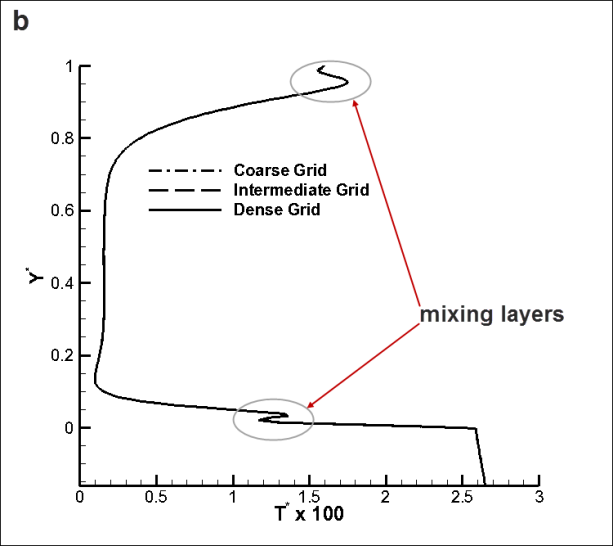 b
1
0.8
0.6
0.4
0.2
0
Y*
Coarse Grid
Intermediate Grid
Dense Grid
mixing layers
0 0.5 1 1.5 2 2.5 3
T* x 100